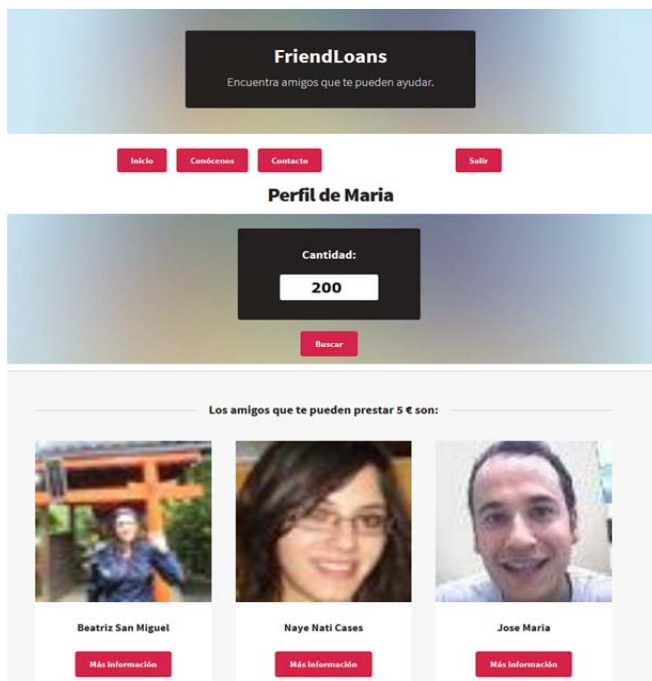 FriendLoans
Encuentra amigos que te pueden ayudar.
Inicio Conócenos Contacto Salir
Perfil de Maria
Cantidad:
200
Buscar
Los amigos que te pueden prestar 5 € son:
Beatriz San Miguel Naye Nati Cases Jose Maria
Más información Más información Más información